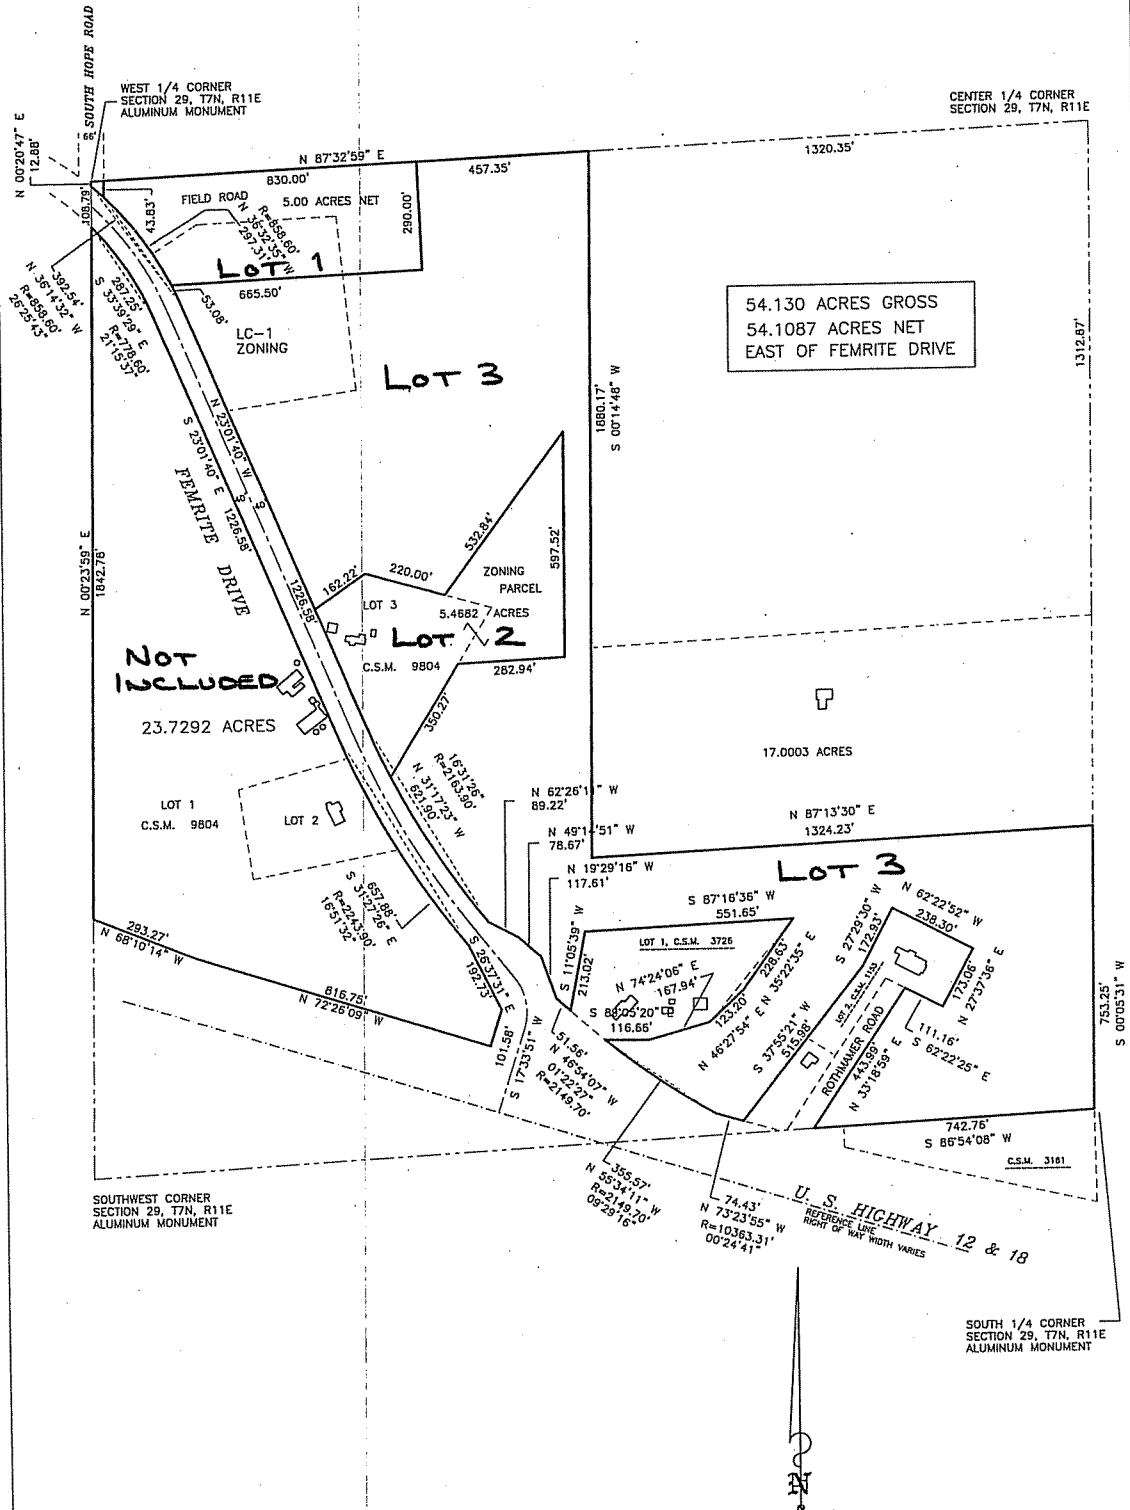 SOUTH HOPE ROAD
WEST 1/4 CORNER
SECTION 29, T7N, R11E
ALUMINUM MONUMENT
CENTER 1/4 CORNER
SECTION 29, T7N, R11E
N 00°20'47" E
12.88'
66'
N 87°32'59" E
830.00'
457.35'
1320.35'
108.79'
43.83'
FIELD ROAD
5.00 ACRES NET
290.00'
R=858.60'
N 36°32'35" W
297.31'
LOT 1
665.50'
53.08'
392.54'
N 36°14'32" W
R=858.60'
26°25'43"
287.25'
S 33°39'29" E
R=778.60'
21°15'37"
LC-1
ZONING
LOT 3
54.130 ACRES GROSS
54.1087 ACRES NET
EAST OF FEMRITE DRIVE
1312.87'
1880.17'
S 00°14'48" W
N 23°01'40" W
S 23°01'40" E
1226.58'
FEMRITE DRIVE
N 00°23'59" E
1842.78'
1226.58'
532.84'
597.52'
162.22'
220.00'
ZONING
PARCEL
LOT 3
5.4682 ACRES
LOT 2
C.S.M. 9804
282.94'
350.27'
NOT
INCLUDED
23.7292 ACRES
17.0003 ACRES
16°31'26"
R=2163.90'
N 31°17'23" W
621.90'
LOT 1
C.S.M. 9804
LOT 2
N 62°26'11" W
89.22'
N 87°13'30" E
1324.23'
78.67'
N 19°29'16" W
117.61'
LOT 3
657.88'
S 31°27'26" E
R=2243.90'
16°51'32"
S 87°16'36" W
551.65'
S 11°05'39" W
213.02'
LOT 1, C.S.M. 3726
228.63'
N 35°22'35" E
N 74°24'06" E
167.94'
S 88°05'20"
116.66'
123.20'
N 46°27'54" E
S 27°29'30" W
172.93'
N 62°22'52" W
238.30'
173.06'
N 27°37'36" E
LOT 2, C.S.M. 1153
S 37°55'21" W
515.98'
ROTHMAMER ROAD
443.99'
N 33°18'59" E
111.16'
S 62°22'25" E
753.25'
S 00°05'31" W
293.27'
N 68°10'14" W
816.75'
N 72°26'09" W
S 26°37'31" E
192.73'
101.58'
S 17°33'51" W
51.56'
N 46°54'07" W
01°22'27"
R=2149.70'
742.76'
S 86°54'08" W
C.S.M. 3161
355.57'
N 55°34'11" W
R=2149.70'
09°29'16"
74.43'
N 73°23'55" W
R=10363.31'
00°24'41"
U. S. HIGHWAY 12 & 18
REFERENCE LINE
RIGHT OF WAY WIDTH VARIES
SOUTHWEST CORNER
SECTION 29, T7N, R11E
ALUMINUM MONUMENT
SOUTH 1/4 CORNER
SECTION 29, T7N, R11E
ALUMINUM MONUMENT
N